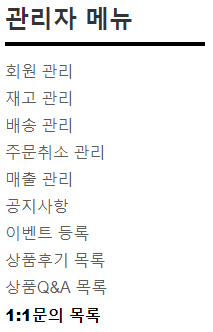 관리자 메뉴
회원 관리
재고 관리
배송 관리
주문취소 관리
매출 관리
공지사항
이벤트 등록
상품후기 목록
상품Q&A 목록
1:1문의 목록